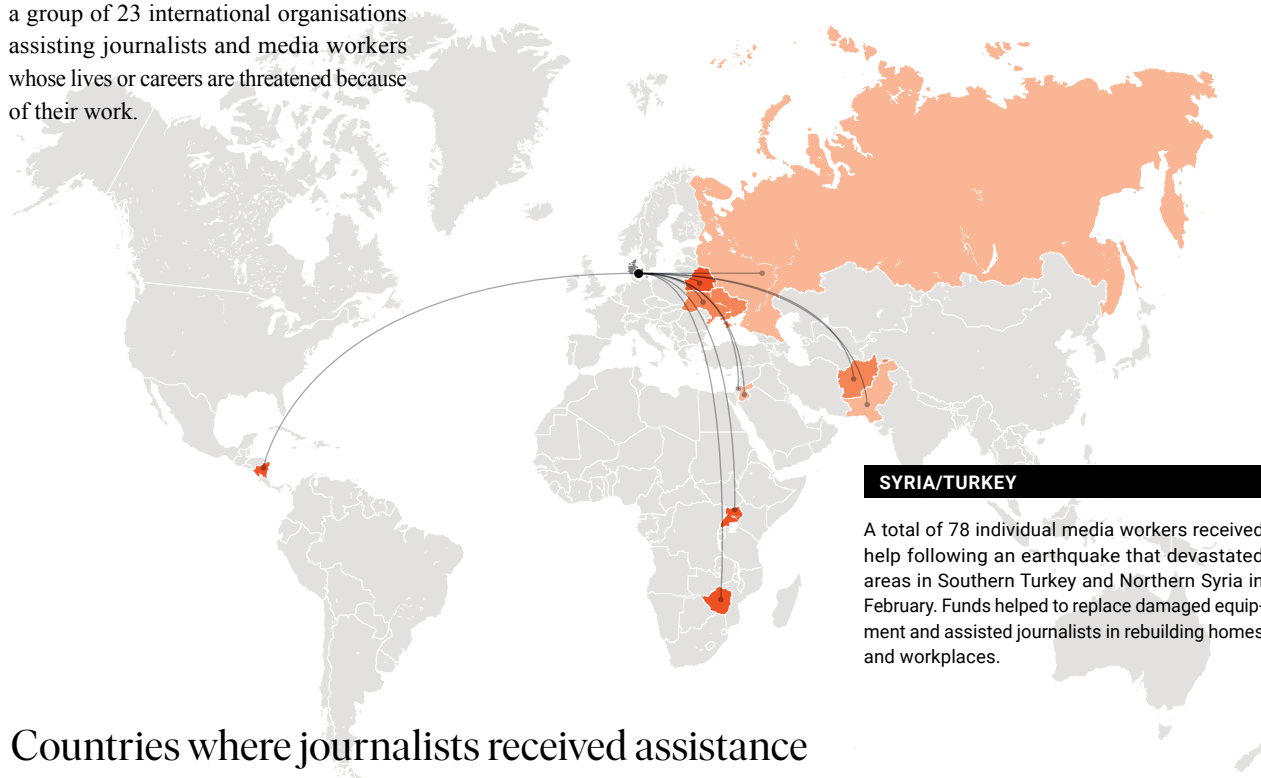 a group of 23 international organisations
assisting journalists and media workers
whose lives or careers are threatened because
of their work.
SYRIA/TURKEY
A total of 78 individual media workers received
help following an earthquake that devastated
areas in Southern Turkey and Northern Syria in
February. Funds helped to replace damaged equip-
ment and assisted journalists in rebuilding homes
and workplaces.
Countries where journalists received assistance